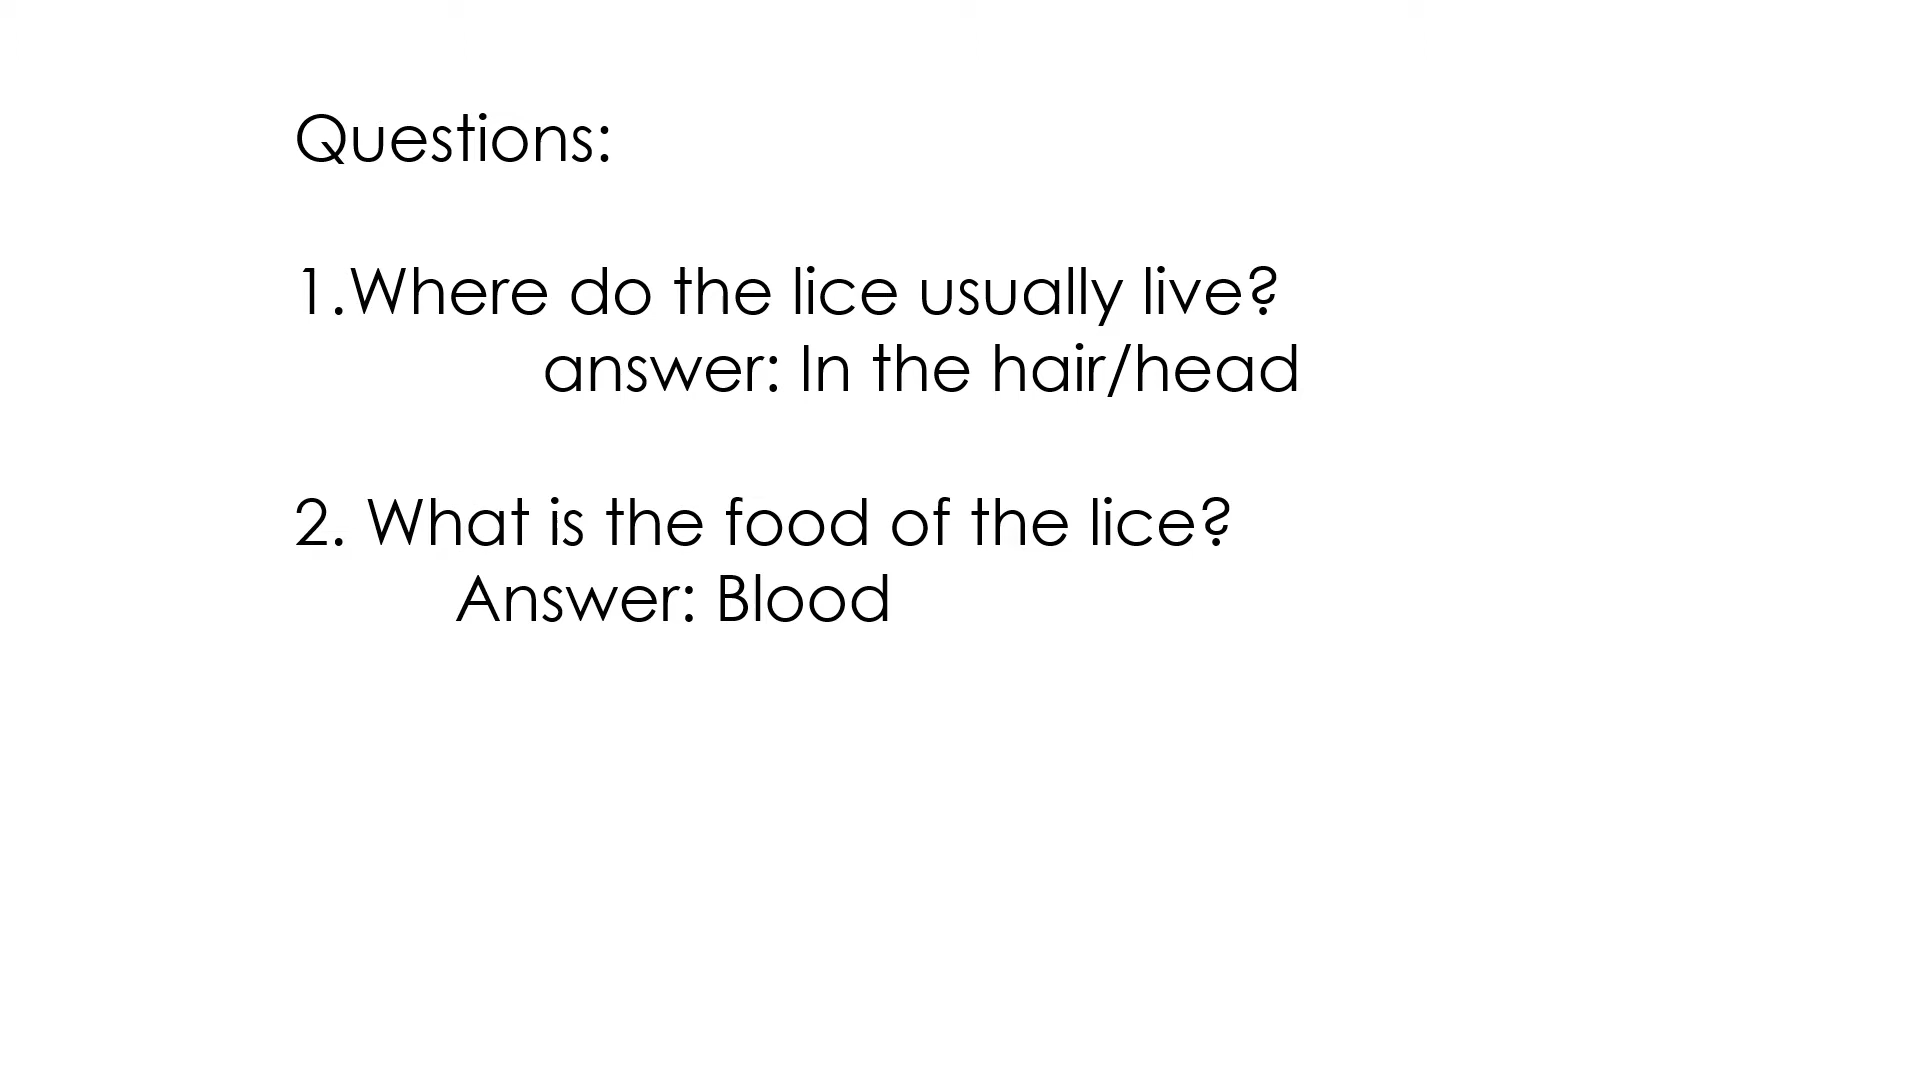 Questions:
1.Where do the lice usually live?
answer: In the hair/head
2. What is the food of the lice?
Answer: Blood